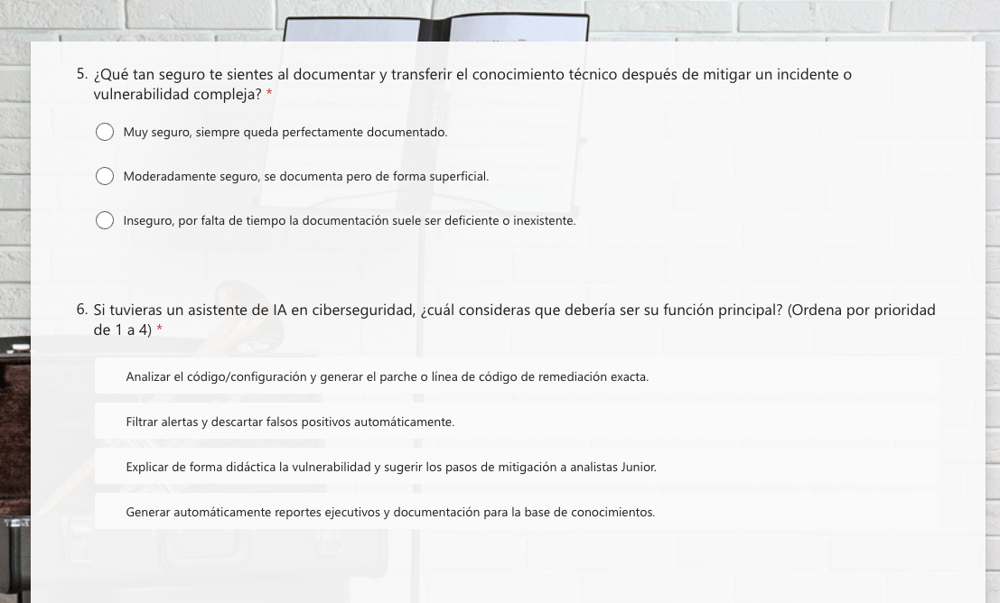 5. ¿Qué tan seguro te sientes al documentar y transferir el conocimiento técnico después de mitigar un incidente o
vulnerabilidad compleja? *
Muy seguro, siempre queda perfectamente documentado.
Moderadamente seguro, se documenta pero de forma superficial.
Inseguro, por falta de tiempo la documentación suele ser deficiente o inexistente.
6. Si tuvieras un asistente de IA en ciberseguridad, ¿cuál consideras que debería ser su función principal? (Ordena por prioridad
de 1 a 4) *
Analizar el código/configuración y generar el parche o línea de código de remediación exacta.
Filtrar alertas y descartar falsos positivos automáticamente.
Explicar de forma didáctica la vulnerabilidad y sugerir los pasos de mitigación a analistas Junior.
Generar automáticamente reportes ejecutivos y documentación para la base de conocimientos.